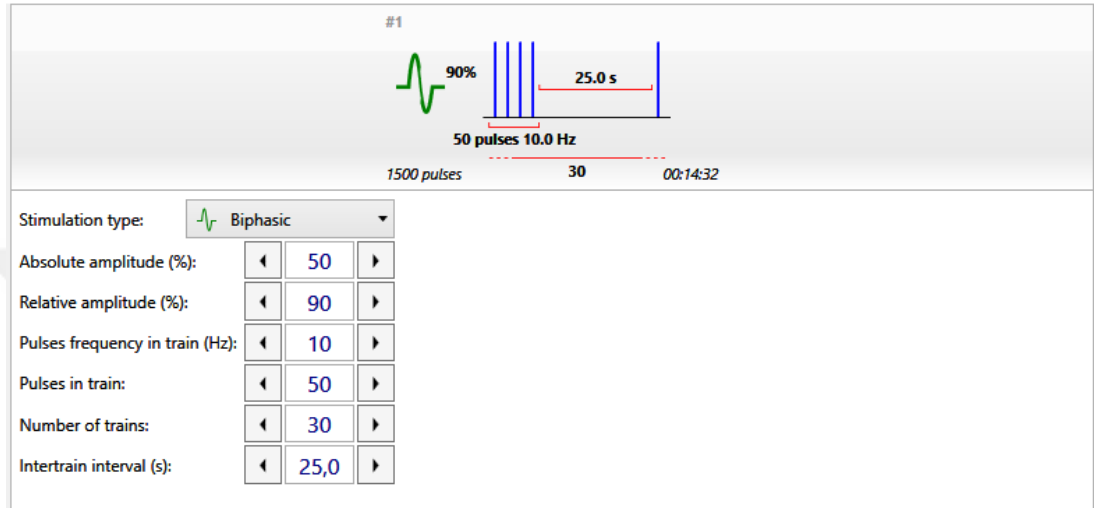 #1
90%
25.0 s
50 pulses 10.0 Hz
1500 pulses
30
00:14:32
Stimulation type:
Biphasic
Absolute amplitude (%):
50
Relative amplitude (%):
90
Pulses frequency in train (Hz):
10
Pulses in train:
50
Number of trains:
30
Intertrain interval (s):
25,0